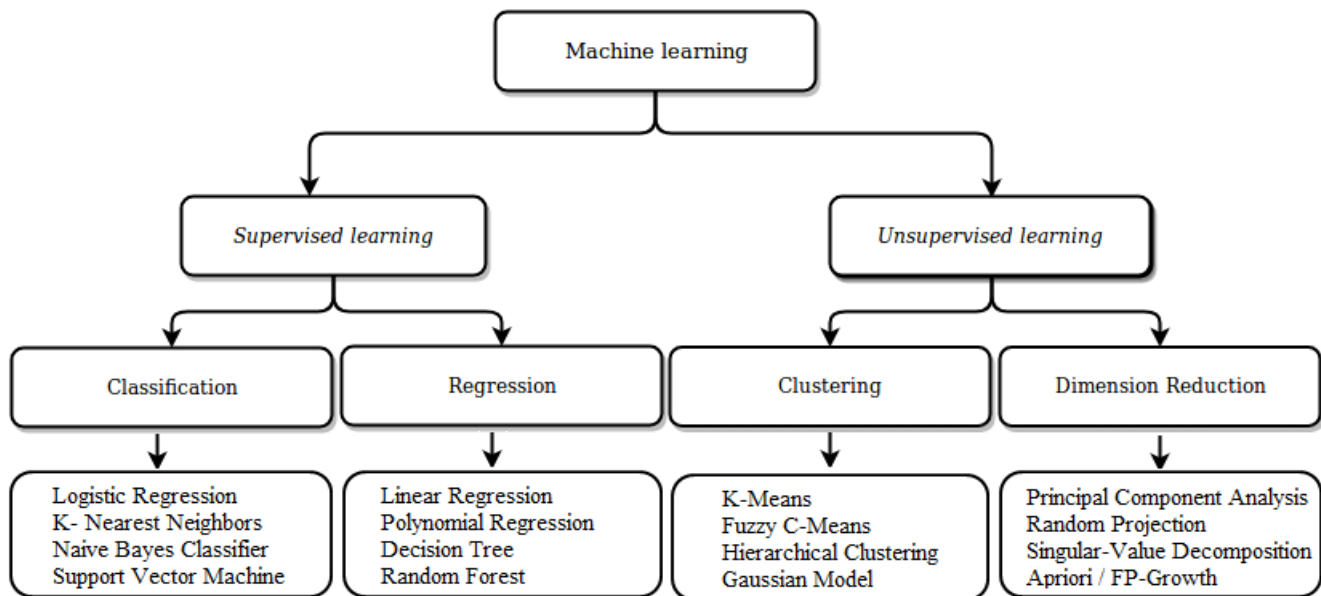 Machine learning
Supervised learning
Unsupervised learning
Classification
Regression
Clustering
Dimension Reduction
Logistic Regression
K- Nearest Neighbors
Naive Bayes Classifier
Support Vector Machine
Linear Regression
Polynomial Regression
Decision Tree
Random Forest
K-Means
Fuzzy C-Means
Hierarchical Clustering
Gaussian Model
Principal Component Analysis
Random Projection
Singular-Value Decomposition
Apriori / FP-Growth